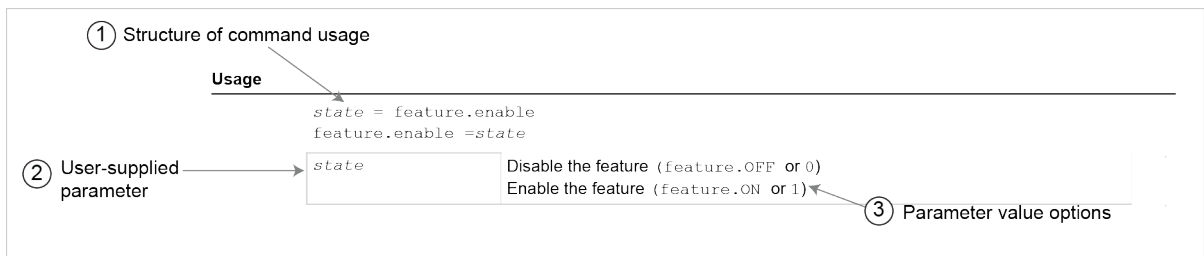 1 Structure of command usage
Usage
state = feature.enable
feature.enable =state
2 User-supplied
parameter
state
Disable the feature (feature.OFF or 0)
Enable the feature (feature.ON or 1)
3 Parameter value options